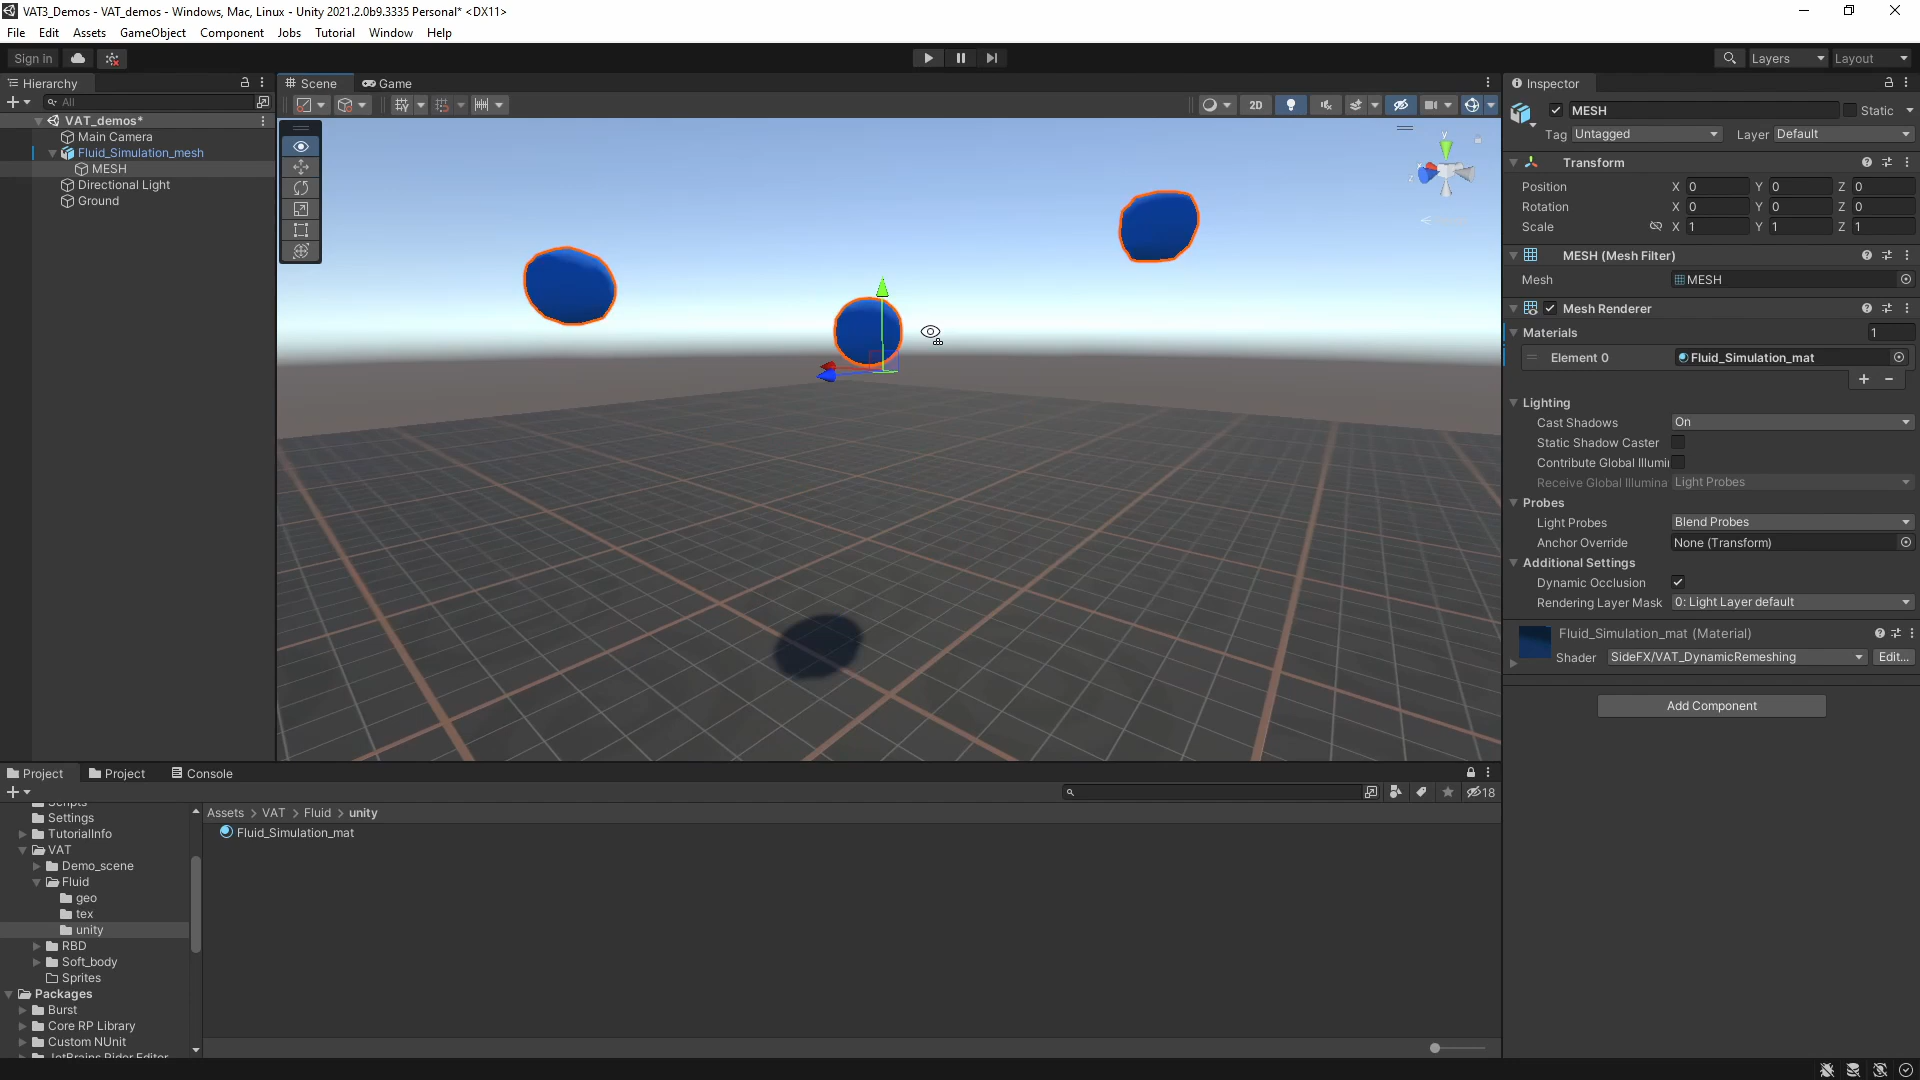 VAT3_Demos - VAT_demos - Windows, Mac, Linux - Unity 2021.2.0b9.3335 Personal* <DX11>
File Edit Assets GameObject Component Jobs Tutorial Window Help
Sign in
Layers
Layout
Hierarchy
All
VAT_demos*
Main Camera
Fluid_Simulation_mesh
MESH
Directional Light
Ground
Scene
Game
2D
y
x
z
Inspector
MESH
Static
Tag Untagged
Layer Default
Transform
Position X 0 Y 0 Z 0
Rotation X 0 Y 0 Z 0
Scale X 1 Y 1 Z 1
MESH (Mesh Filter)
Mesh MESH
Mesh Renderer
Materials 1
Element 0 Fluid_Simulation_mat
Lighting
Cast Shadows On
Static Shadow Caster
Contribute Global Illumi
Receive Global Illumina Light Probes
Probes
Light Probes Blend Probes
Anchor Override None (Transform)
Additional Settings
Dynamic Occlusion
Rendering Layer Mask 0: Light Layer default
Fluid_Simulation_mat (Material)
Shader SideFX/VAT_DynamicRemeshing Edit...
Add Component
Project
Project
Console
18
Scripts
Settings
TutorialInfo
VAT
Demo_scene
Fluid
geo
tex
unity
RBD
Soft_body
Sprites
Packages
Burst
Core RP Library
Custom NUnit
JetBrains Rider Editor
Assets > VAT > Fluid > unity
Fluid_Simulation_mat